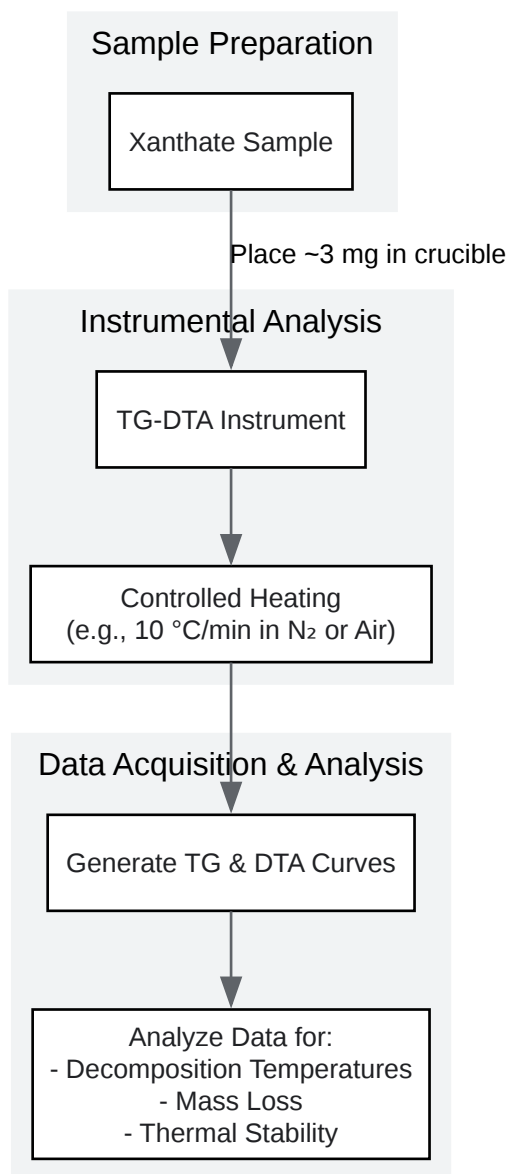 Sample Preparation
Xanthate Sample
Place ~3 mg in crucible
Instrumental Analysis
TG-DTA Instrument
Controlled Heating
(e.g., 10 °C/min in N₂ or Air)
Data Acquisition & Analysis
Generate TG & DTA Curves
Analyze Data for:
- Decomposition Temperatures
- Mass Loss
- Thermal Stability